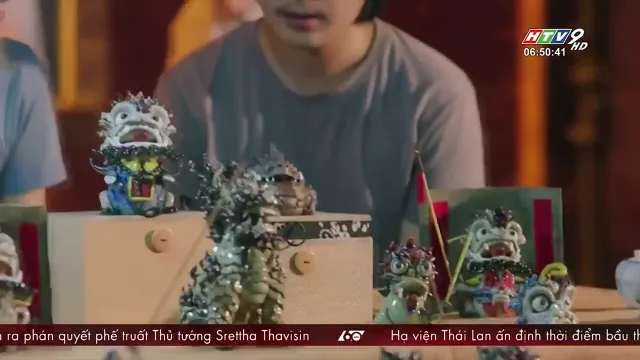 HTV9 HD
06:50:41
n ra phán quyết phế truất Thủ tướng Srettha Thavisin 60 Hạ viện Thái Lan ấn định thời điểm bầu th